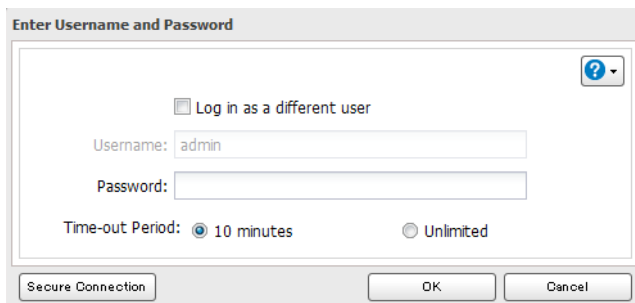 Enter Username and Password
?
Log in as a different user
Username: admin
Password:
Time-out Period: 10 minutes Unlimited
Secure Connection OK Cancel